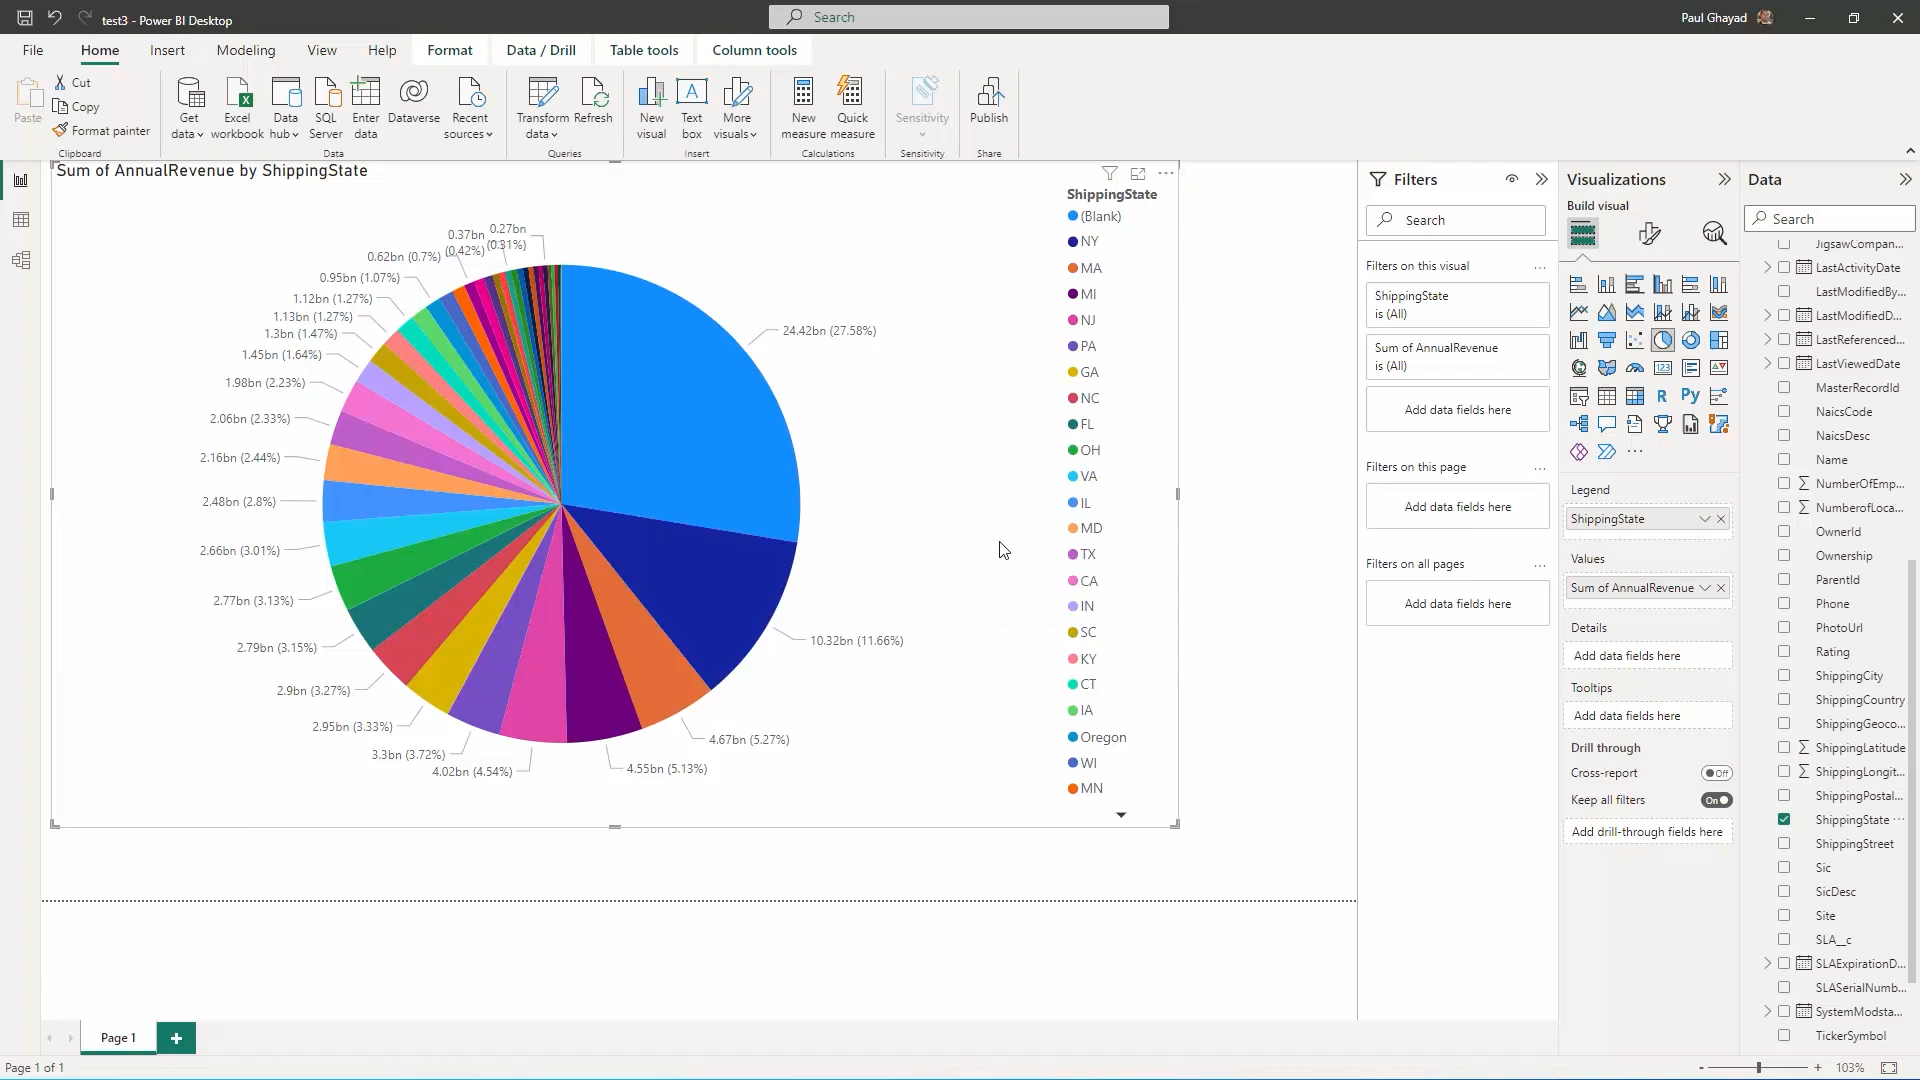 test3 - Power BI Desktop
Search
Paul Ghayad
File
Home
Insert
Modeling
View
Help
Format
Data / Drill
Table tools
Column tools
Paste
Cut
Copy
Format painter
Clipboard
Get data
Excel workbook
Data hub
SQL Server
Enter data
Dataverse
Recent sources
Data
Transform data
Refresh
Queries
New visual
Text box
More visuals
Insert
New measure
Quick measure
Calculations
Sensitivity
Sensitivity
Publish
Share
Sum of AnnualRevenue by ShippingState
0.27bn (0.31%)
0.37bn (0.42%)
0.62bn (0.7%)
0.95bn (1.07%)
1.12bn (1.27%)
1.13bn (1.27%)
1.3bn (1.47%)
1.45bn (1.64%)
1.98bn (2.23%)
2.06bn (2.33%)
2.16bn (2.44%)
2.48bn (2.8%)
2.66bn (3.01%)
2.77bn (3.13%)
2.79bn (3.15%)
2.9bn (3.27%)
2.95bn (3.33%)
3.3bn (3.72%)
4.02bn (4.54%)
4.55bn (5.13%)
4.67bn (5.27%)
10.32bn (11.66%)
24.42bn (27.58%)
ShippingState
(Blank)
NY
MA
MI
NJ
PA
GA
NC
FL
OH
VA
IL
MD
TX
CA
IN
SC
KY
CT
IA
Oregon
WI
MN
Filters
Search
Filters on this visual
ShippingState
is (All)
Sum of AnnualRevenue
is (All)
Add data fields here
Filters on this page
Add data fields here
Filters on all pages
Add data fields here
Visualizations
Build visual
123
R
Py
Legend
ShippingState
Values
Sum of AnnualRevenue
Details
Add data fields here
Tooltips
Add data fields here
Drill through
Cross-report
Off
Keep all filters
On
Add drill-through fields here
Data
Search
JigsawCompan...
LastActivityDate
LastModifiedBy...
LastModifiedD...
LastReferenced...
LastViewedDate
MasterRecordId
NaicsCode
NaicsDesc
Name
NumberOfEmp...
NumberofLoca...
OwnerId
Ownership
ParentId
Phone
PhotoUrl
Rating
ShippingCity
ShippingCountry
ShippingGeoco...
ShippingLatitude
ShippingLongit...
ShippingPostal...
ShippingState
ShippingStreet
Sic
SicDesc
Site
SLA__c
SLAExpirationD...
SLASerialNumb...
SystemModsta...
TickerSymbol
Page 1
Page 1 of 1
103%